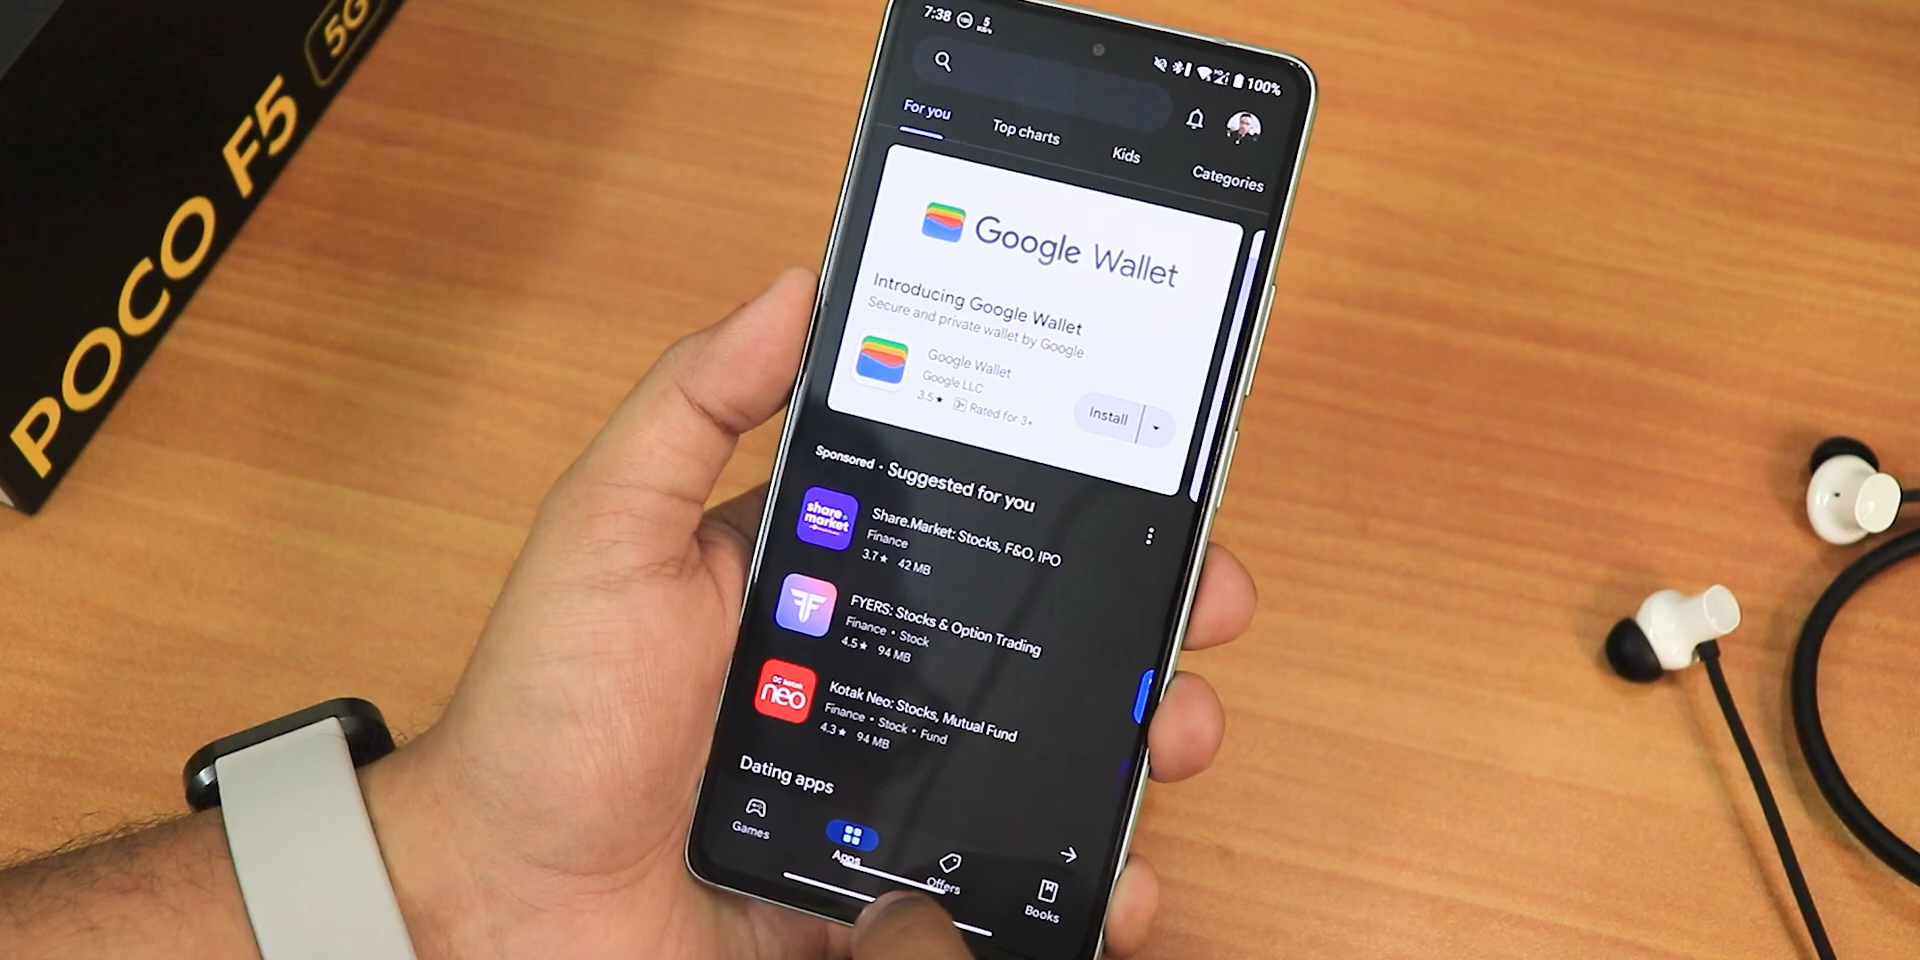 POCO F5
5G
7:38
5
KB/s
100%
For you
Top charts
Kids
Categories
Google Wallet
Introducing Google Wallet
Secure and private wallet by Google
Google Wallet
Google LLC
3.5★ 3+ Rated for 3+
Install
Sponsored • Suggested for you
share.
market
Share.Market: Stocks, F&O, IPO
Finance
3.7★ 42 MB
FYERS: Stocks & Option Trading
Finance • Stock
4.5★ 94 MB
neo
Kotak Neo: Stocks, Mutual Fund
Finance • Stock • Fund
4.3★ 94 MB
Dating apps
Games
Apps
Offers
Books